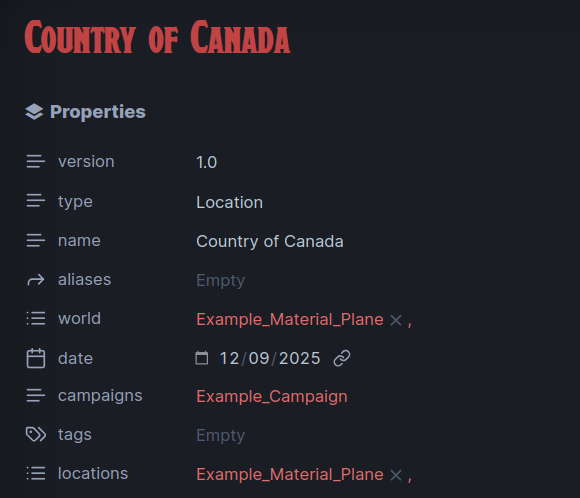 Country of Canada
Properties
version 1.0
type Location
name Country of Canada
aliases Empty
world Example_Material_Plane × ,
date 12/09/2025
campaigns Example_Campaign
tags Empty
locations Example_Material_Plane × ,